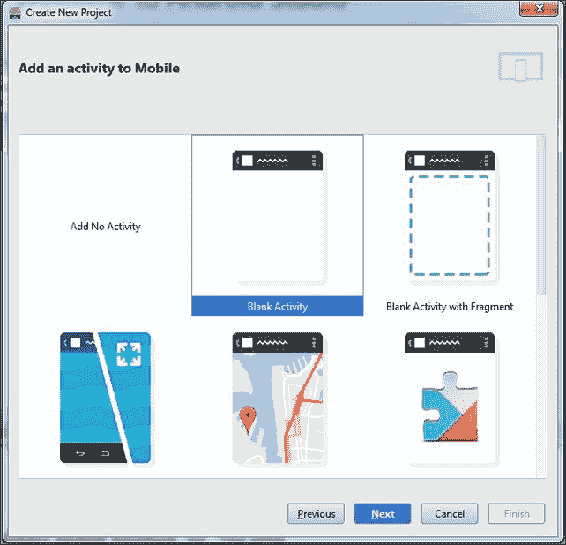 Create New Project
Add an activity to Mobile
Add No Activity
Blank Activity
Blank Activity with Fragment
Previous
Next
Cancel
Finish